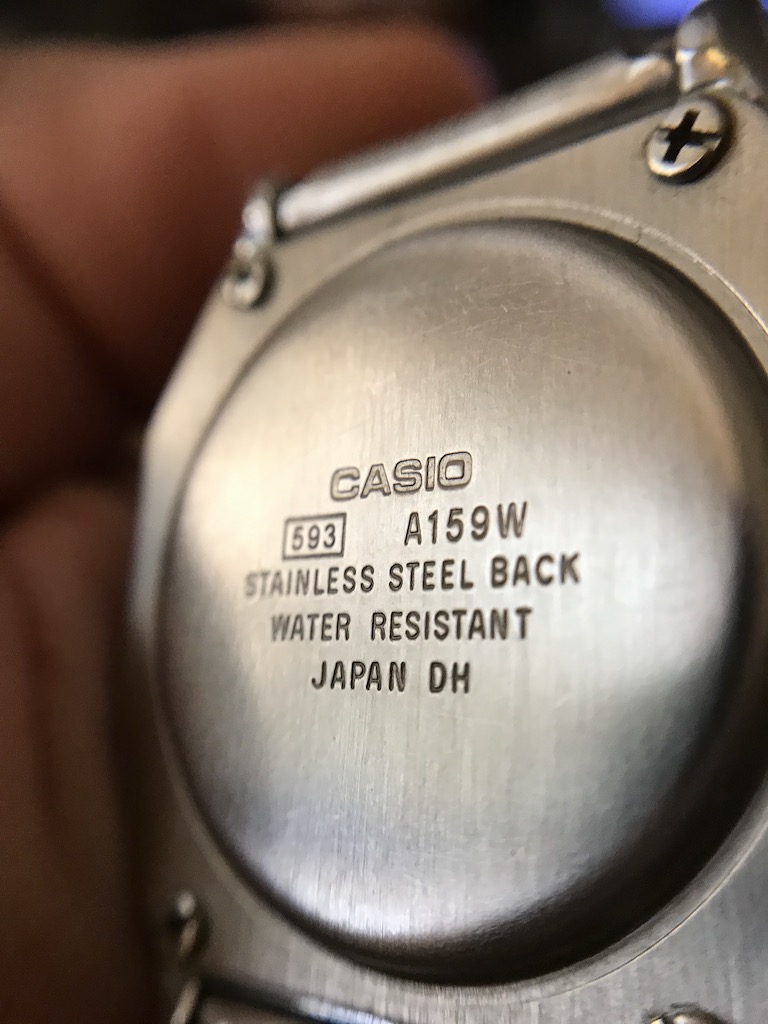 CASIO
593 A159W
STAINLESS STEEL BACK
WATER RESISTANT
JAPAN DH